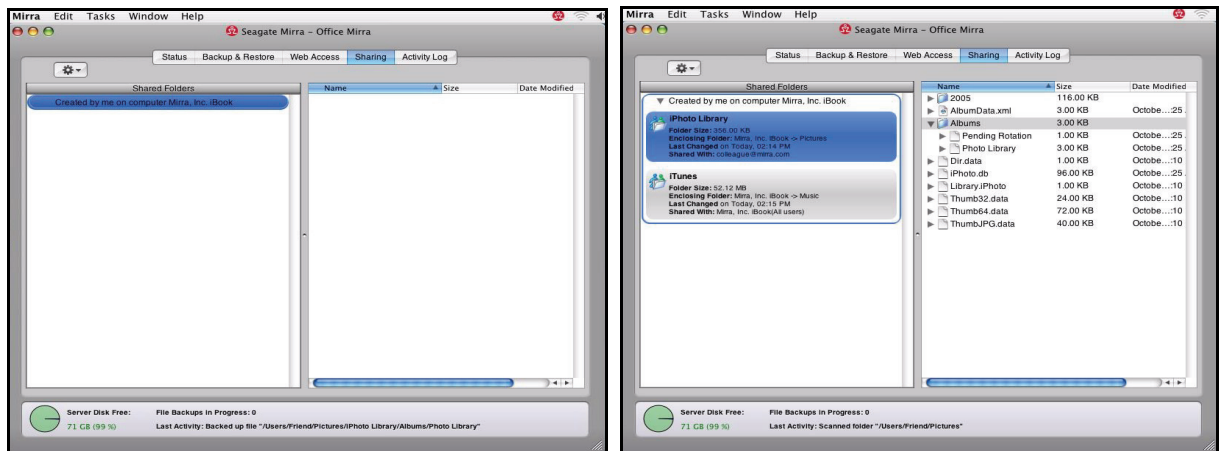 Mirra Edit Tasks Window Help
Seagate Mirra - Office Mirra
Status Backup & Restore Web Access Sharing Activity Log
Shared Folders Name Size Date Modified
Created by me on computer Mirra, Inc. iBook
Server Disk Free: File Backups in Progress: 0
71 GB (99 %) Last Activity: Backed up file "/Users/Friend/Pictures/iPhoto Library/Albums/Photo Library"
Mirra Edit Tasks Window Help
Seagate Mirra - Office Mirra
Status Backup & Restore Web Access Sharing Activity Log
Shared Folders
Created by me on computer Mirra, Inc. iBook
iPhoto Library
Folder Size: 356.00 KB
Enclosing Folder: Mirra, Inc. iBook -> Pictures
Last Changed on Today, 02:14 PM
Shared With: colleague@mirra.com
iTunes
Folder Size: 52.12 MB
Enclosing Folder: Mirra, Inc. iBook -> Music
Last Changed on Today, 02:15 PM
Shared With: Mirra, Inc. iBook(All users)
Name Size Date Modified
2005 116.00 KB
AlbumData.xml 3.00 KB Octobe...:25
Albums 3.00 KB
Pending Rotation 1.00 KB Octobe...:25
Photo Library 3.00 KB Octobe...:25
Dir.data 1.00 KB Octobe...:10
iPhoto.db 96.00 KB Octobe...:25
Library.iPhoto 1.00 KB Octobe...:10
Thumb32.data 24.00 KB Octobe...:10
Thumb64.data 72.00 KB Octobe...:10
ThumbJPG.data 40.00 KB Octobe...:10
Server Disk Free: File Backups in Progress: 0
71 GB (99 %) Last Activity: Scanned folder "/Users/Friend/Pictures"